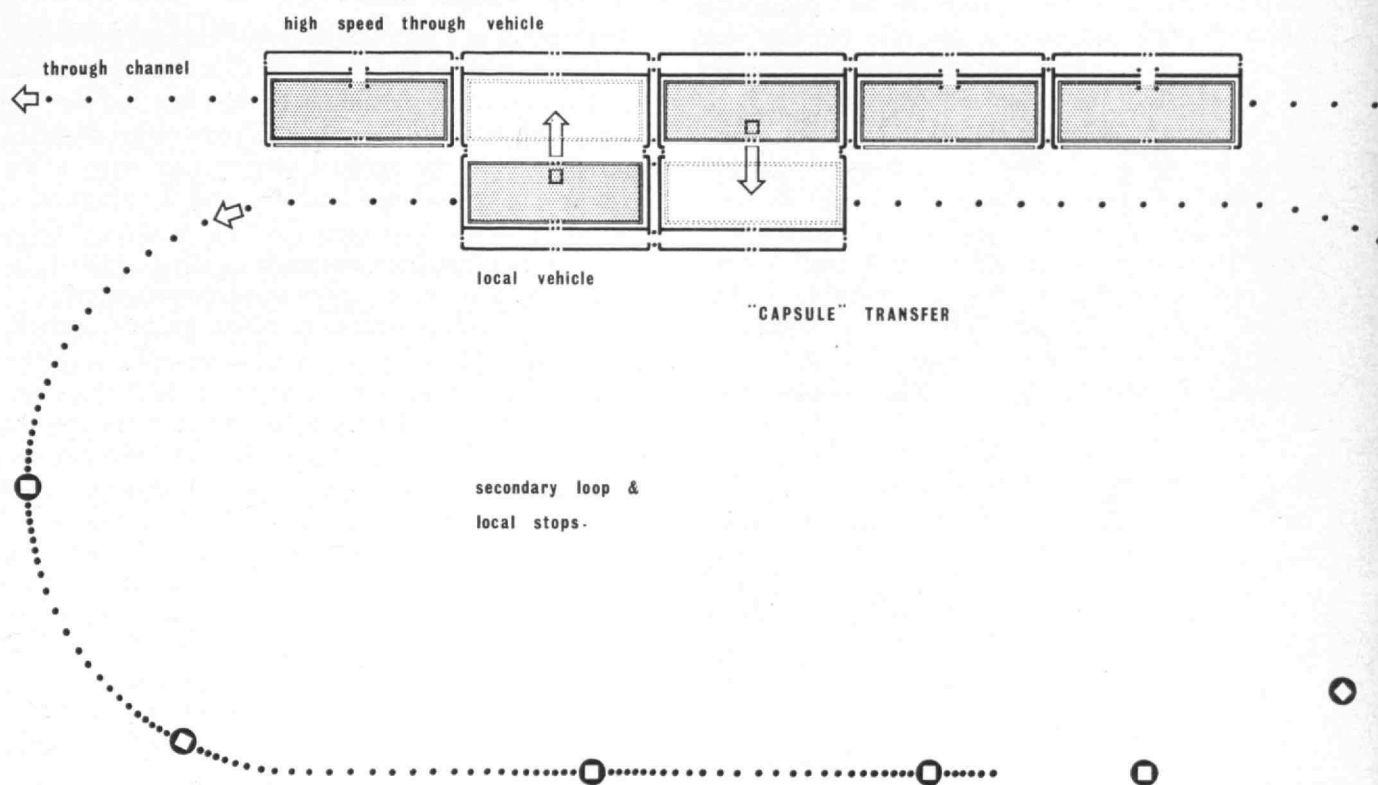 high speed through vehicle
through channel
local vehicle
"CAPSULE" TRANSFER
secondary loop &
local stops.